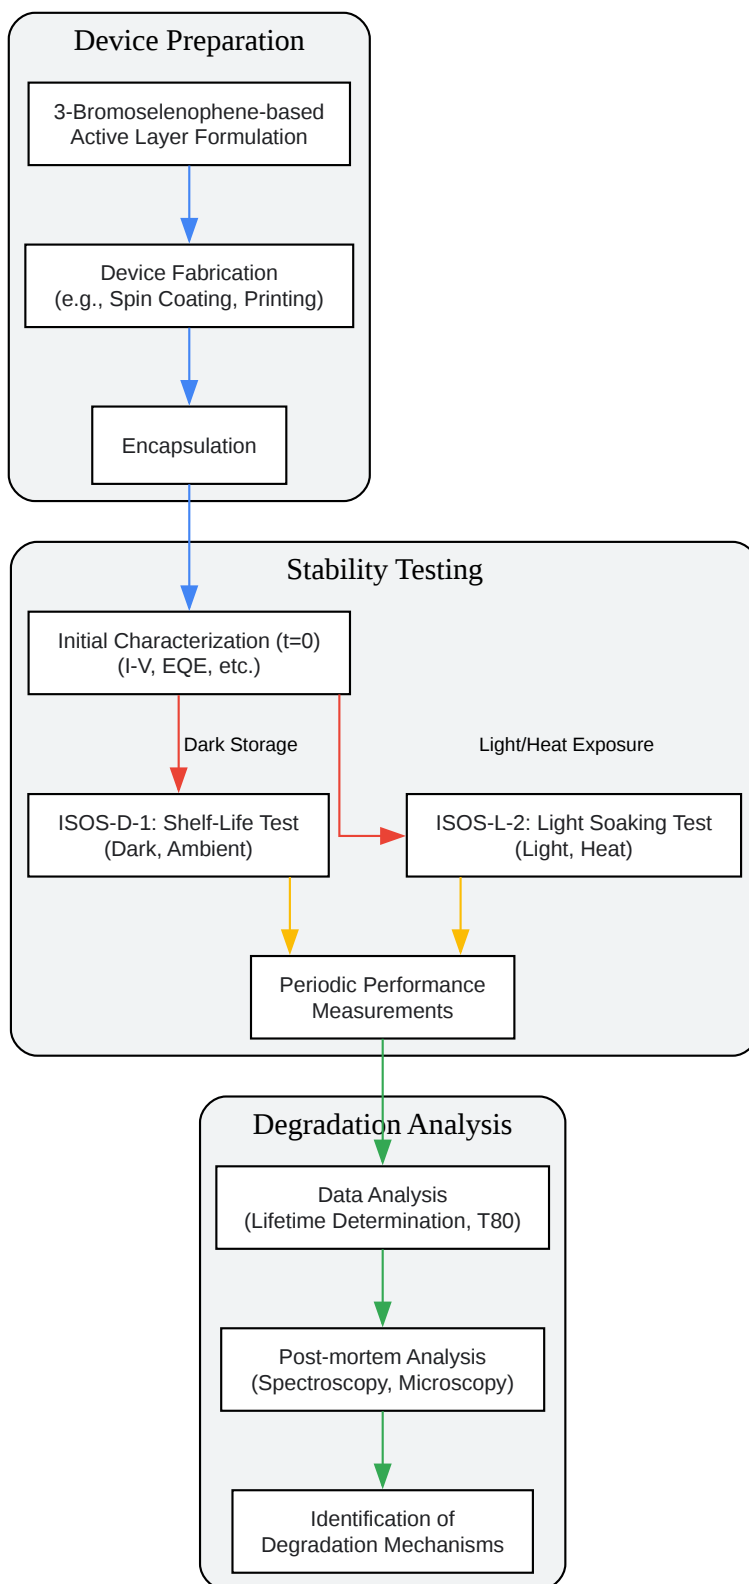 Device Preparation
3-Bromoselenophene-based
Active Layer Formulation
Device Fabrication
(e.g., Spin Coating, Printing)
Encapsulation
Stability Testing
Initial Characterization (t=0)
(I-V, EQE, etc.)
Dark Storage
Light/Heat Exposure
ISOS-D-1: Shelf-Life Test
(Dark, Ambient)
ISOS-L-2: Light Soaking Test
(Light, Heat)
Periodic Performance
Measurements
Degradation Analysis
Data Analysis
(Lifetime Determination, T80)
Post-mortem Analysis
(Spectroscopy, Microscopy)
Identification of
Degradation Mechanisms